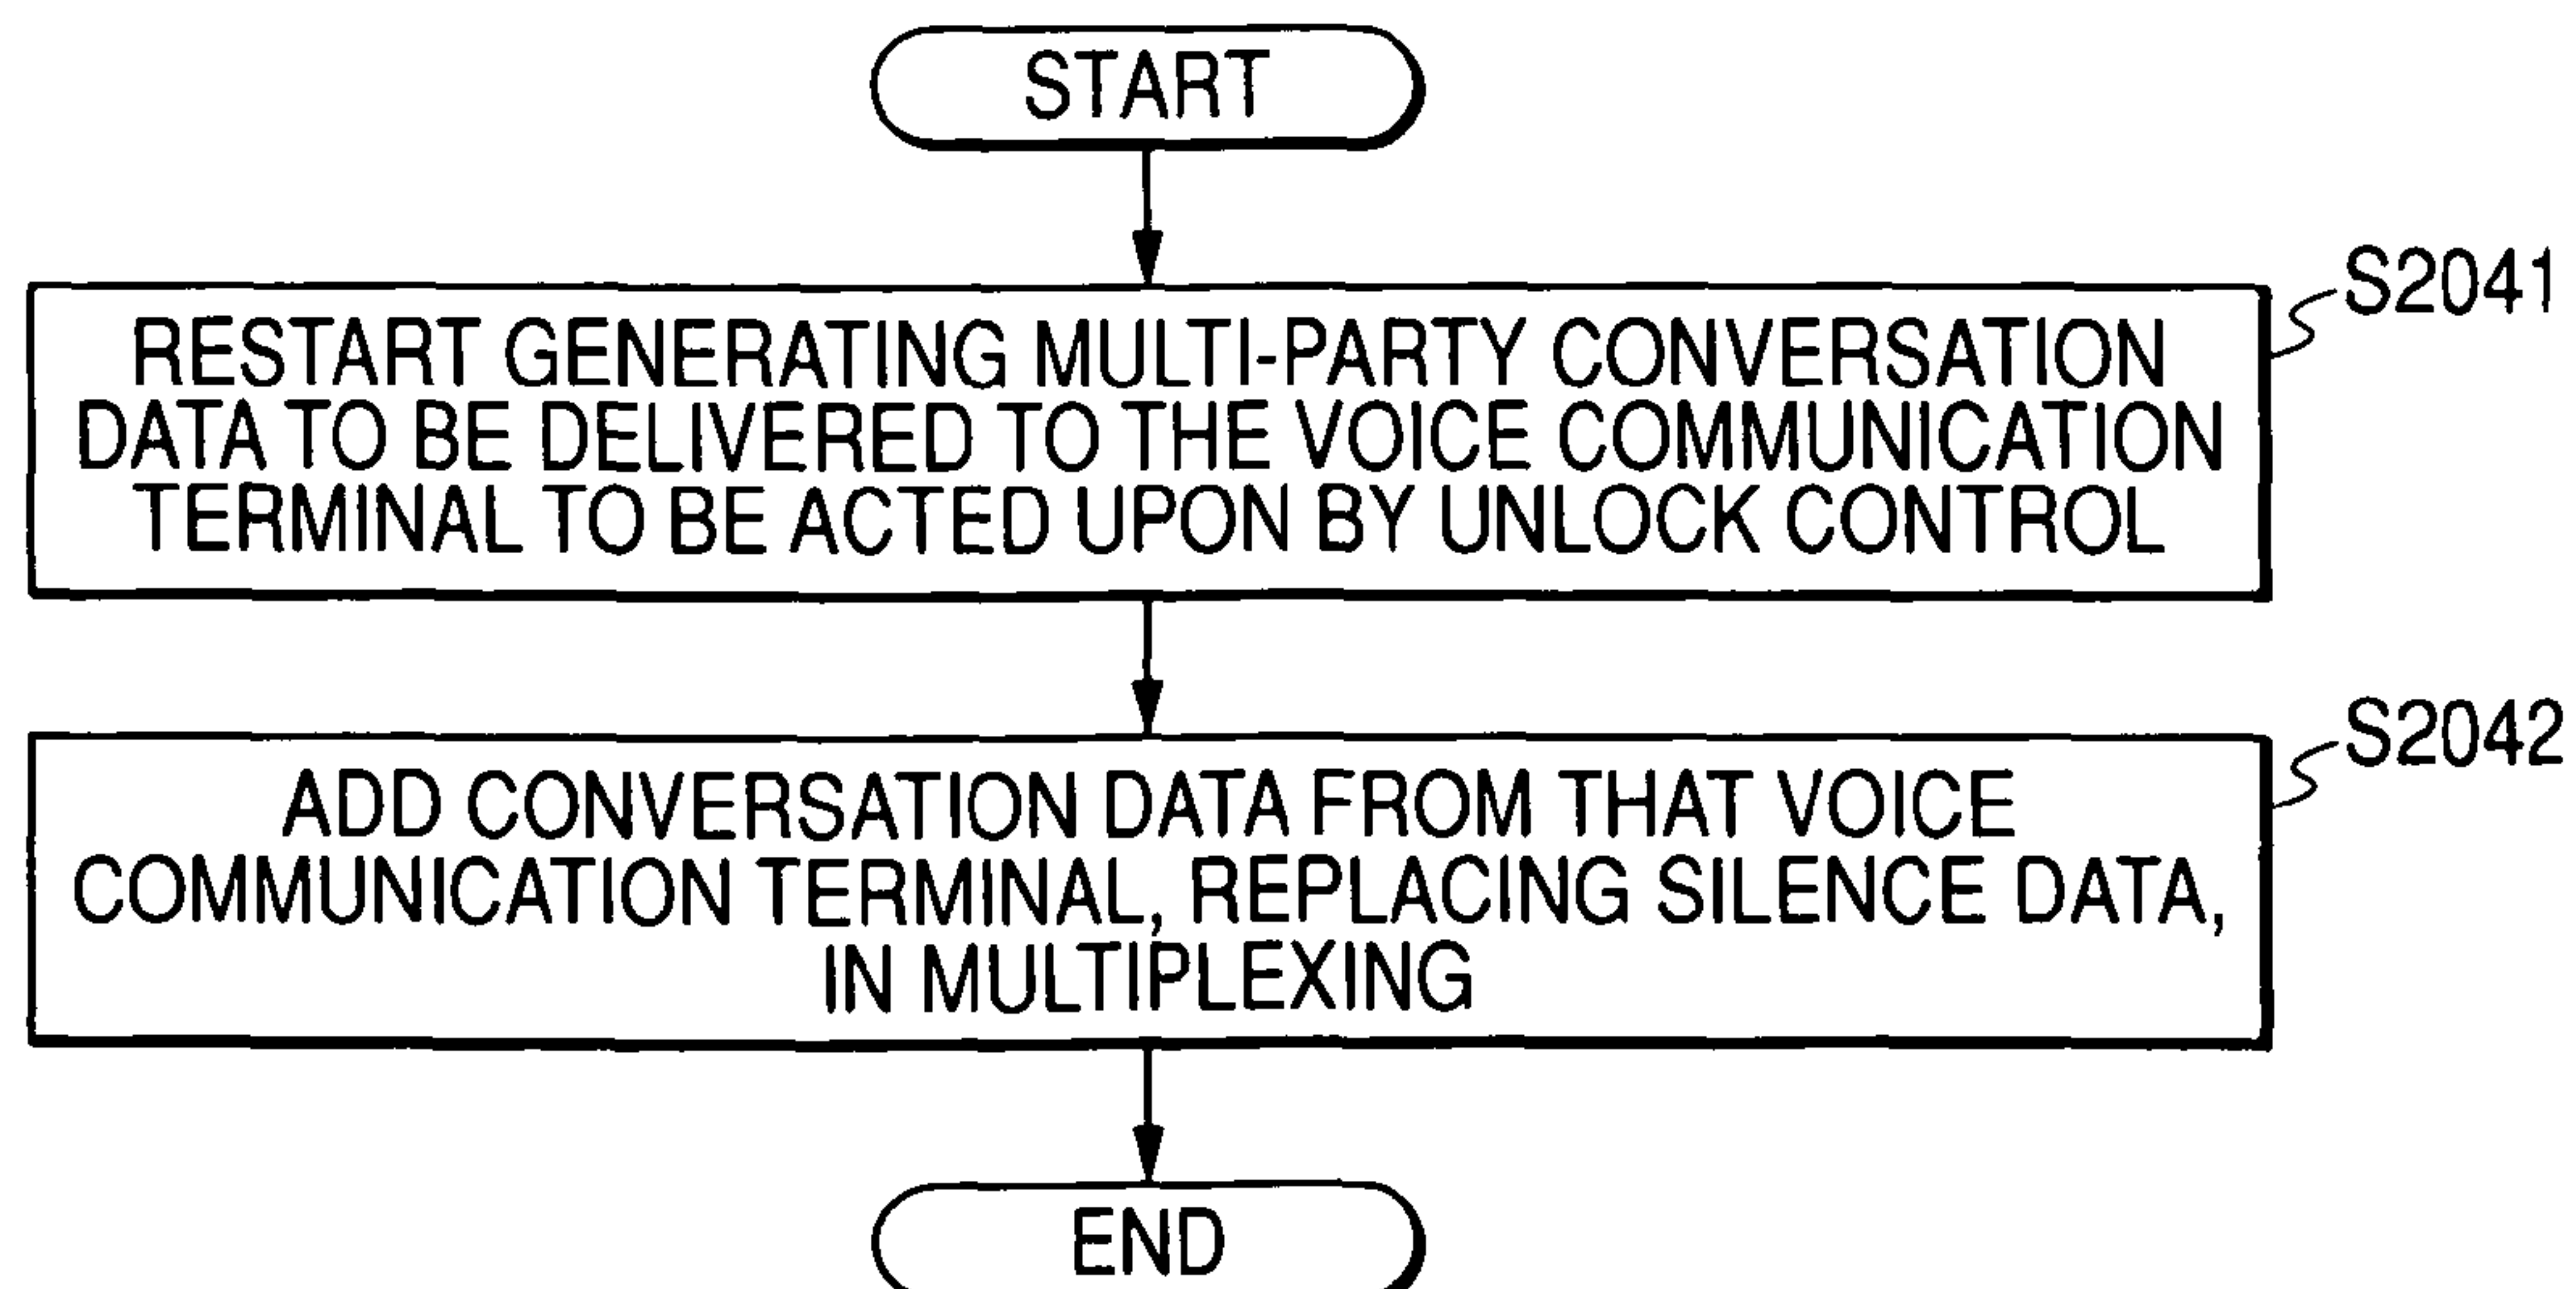 START
S2041
RESTART GENERATING MULTI-PARTY CONVERSATION
DATA TO BE DELIVERED TO THE VOICE COMMUNICATION
TERMINAL TO BE ACTED UPON BY UNLOCK CONTROL
S2042
ADD CONVERSATION DATA FROM THAT VOICE
COMMUNICATION TERMINAL, REPLACING SILENCE DATA,
IN MULTIPLEXING
END